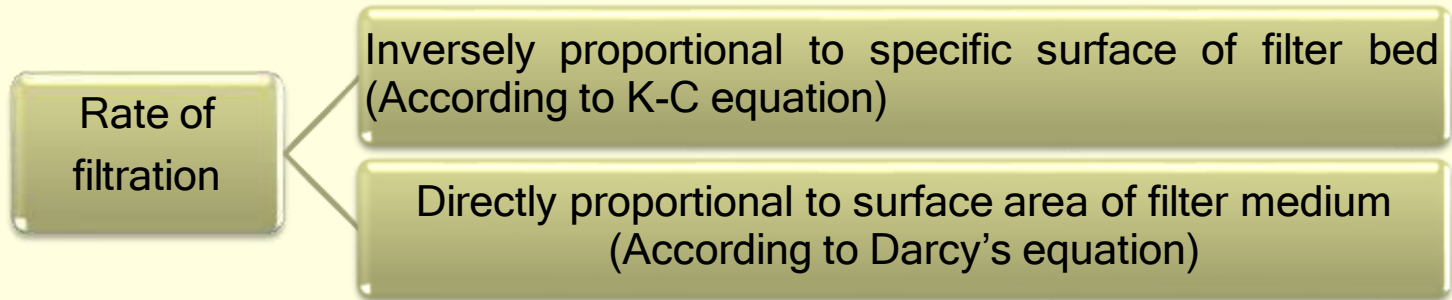 Rate of
filtration
Inversely proportional to specific surface of filter bed
(According to K-C equation)
Directly proportional to surface area of filter medium
(According to Darcy’s equation)